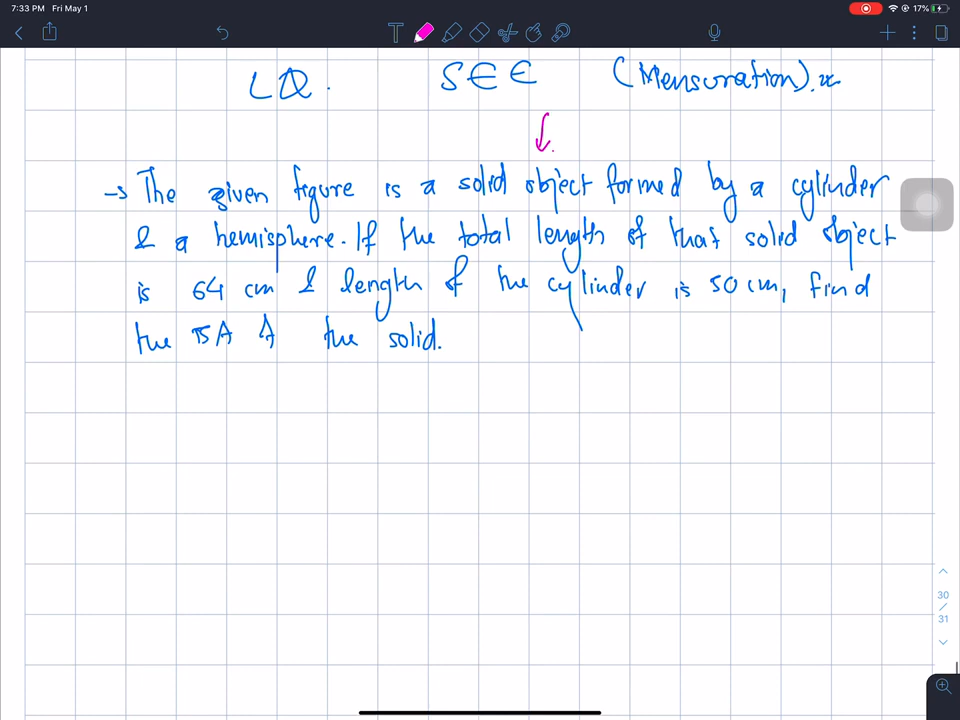 7:33 PM Fri May 1
17%
T
LQ. SEE (Mensuration).
→ The given figure is a solid object formed by a cylinder
& a hemisphere. If the total length of that solid object
is 64 cm & length of the cylinder is 50 cm, find
the TSA of the solid.
30
/
31